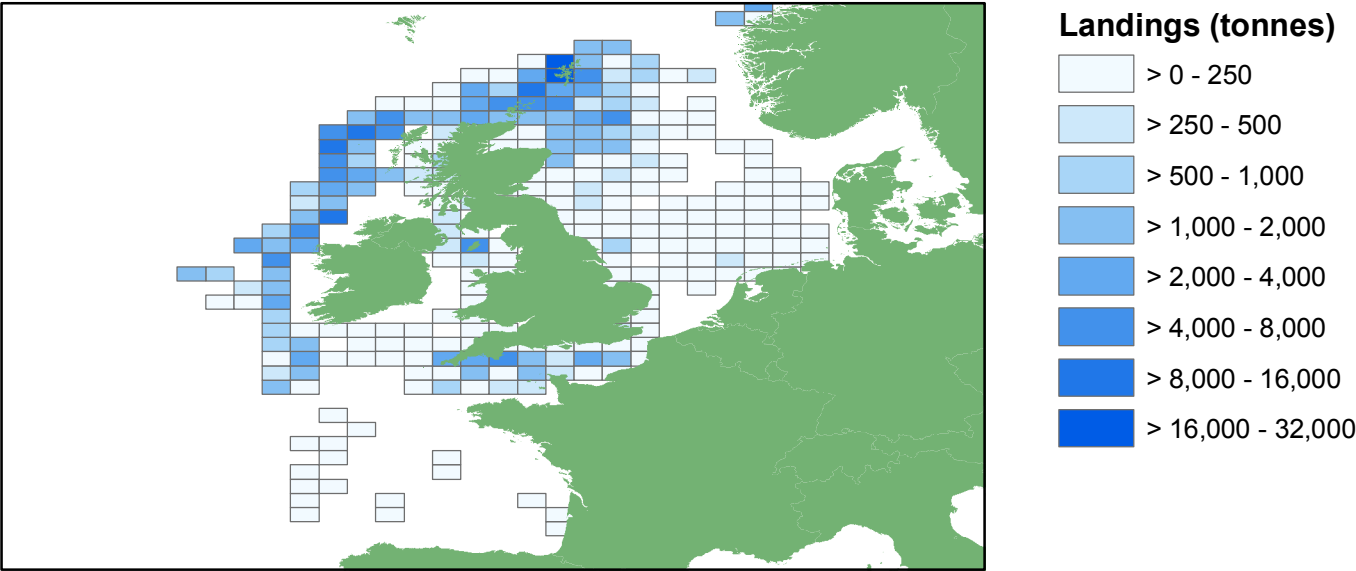 Landings (tonnes)
> 0 - 250
> 250 - 500
> 500 - 1,000
> 1,000 - 2,000
> 2,000 - 4,000
> 4,000 - 8,000
> 8,000 - 16,000
> 16,000 - 32,000